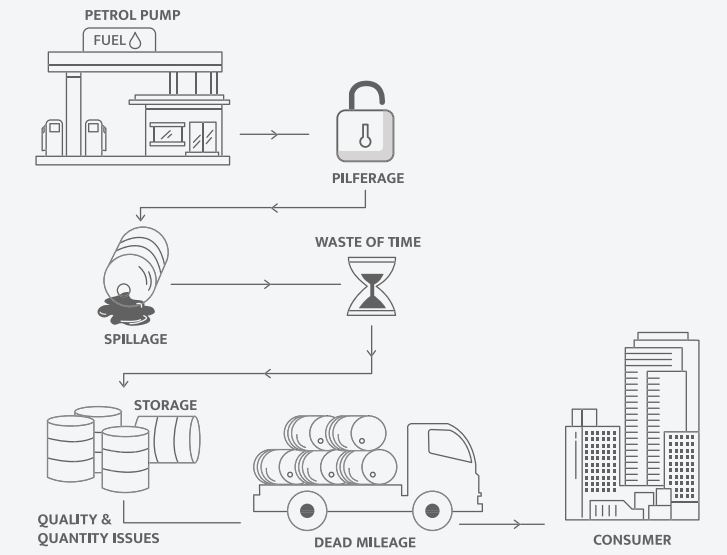 PETROL PUMP
FUEL
PILFERAGE
WASTE OF TIME
SPILLAGE
STORAGE
QUALITY &
QUANTITY ISSUES
DEAD MILEAGE
CONSUMER